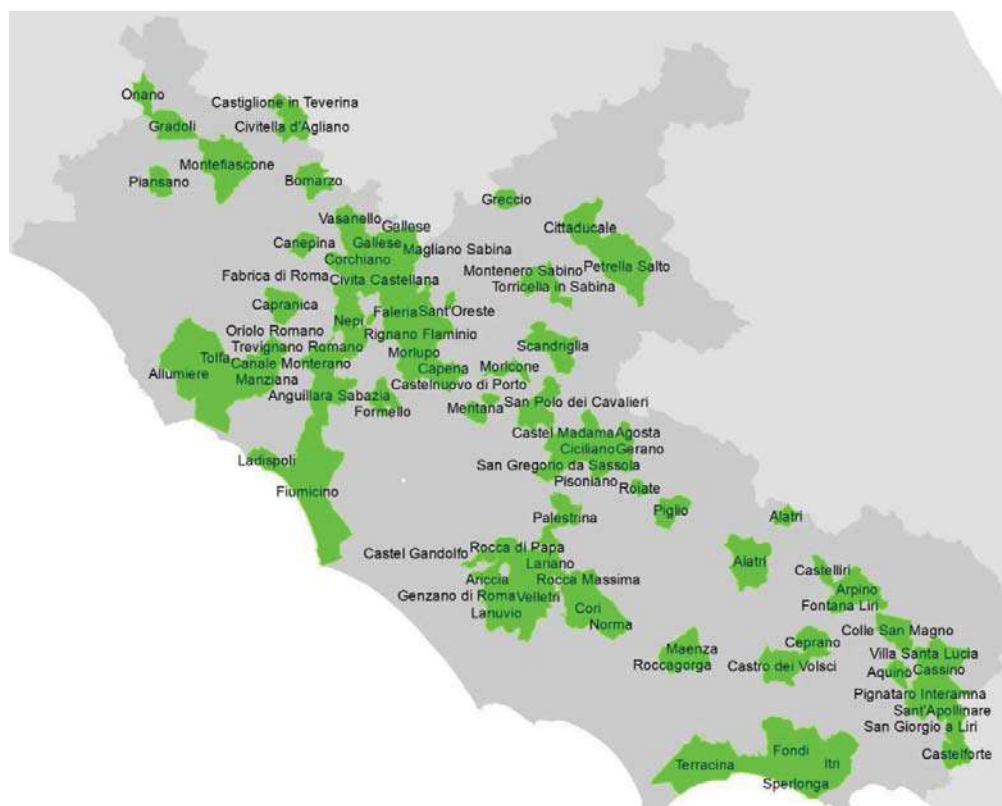 Onano
Castiglione in Teverina
Gradoli
Civitella d'Agliano
Montefiascone
Piansano
Bomarzo
Greccio
Vasanello
Gallese
Cittaducale
Canepina
Gallese
Magliano Sabina
Corchiano
Petrella Salto
Montenero Sabino
Fabrica di Roma
Civita Castellana
Torricella in Sabina
Capranica
Faleria
Sant'Oreste
Nepi
Oriolo Romano
Rignano Flaminio
Trevignano Romano
Scandriglia
Tolfa
Morlupo
Canale Monterano
Allumiere
Capena
Moricone
Manziana
Castelnuovo di Porto
Anguillara Sabazia
San Polo dei Cavalieri
Formello
Mentana
Castel Madama
Agosta
Ciciliano
Gerano
Ladispoli
San Gregorio da Sassola
Pisoniano
Fiumicino
Roiate
Piglio
Palestrina
Alatri
Castel Gandolfo
Rocca di Papa
Lariano
Alatri
Castelliri
Ariccia
Rocca Massima
Arpino
Genzano di Roma
Velletri
Fontana Liri
Lanuvio
Cori
Norma
Colle San Magno
Maenza
Ceprano
Villa Santa Lucia
Roccagorga
Castro dei Volsci
Aquino
Cassino
Pignataro Interamna
Sant'Apollinare
San Giorgio a Liri
Fondi
Castelforte
Terracina
Itri
Sperlonga